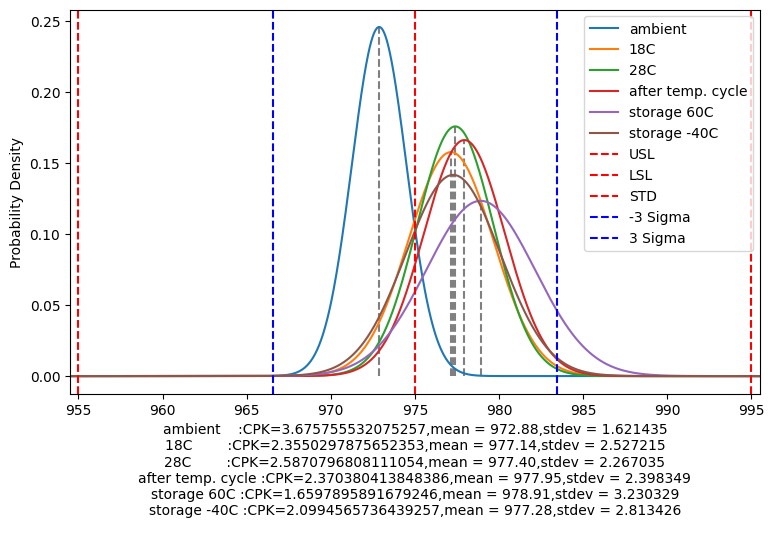 0.25
0.20
0.15
0.10
0.05
0.00
Probability Density
ambient
18C
28C
after temp. cycle
storage 60C
storage -40C
USL
LSL
STD
-3 Sigma
3 Sigma
955 960 965 970 975 980 985 990 995
ambient :CPK=3.675755532075257,mean = 972.88,stdev = 1.621435
18C :CPK=2.3550297875652353,mean = 977.14,stdev = 2.527215
28C :CPK=2.5870796808111054,mean = 977.40,stdev = 2.267035
after temp. cycle :CPK=2.370380413848386,mean = 977.95,stdev = 2.398349
storage 60C :CPK=1.6597895891679246,mean = 978.91,stdev = 3.230329
storage -40C :CPK=2.0994565736439257,mean = 977.28,stdev = 2.813426